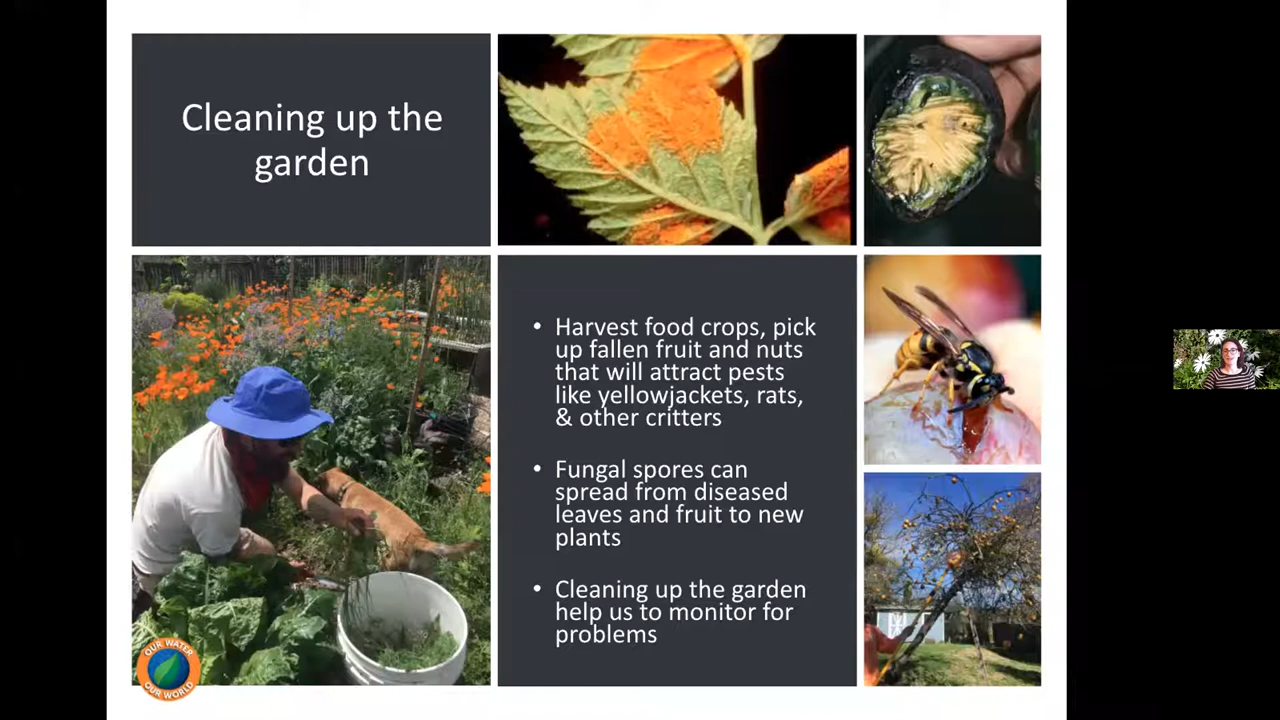 Cleaning up the
garden
• Harvest food crops, pick
up fallen fruit and nuts
that will attract pests
like yellowjackets, rats,
& other critters
• Fungal spores can
spread from diseased
leaves and fruit to new
plants
• Cleaning up the garden
help us to monitor for
problems
OUR WATER
OUR WORLD